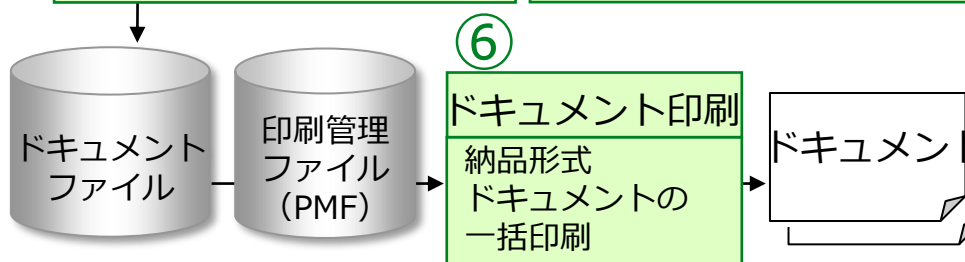 ⑥
ドキュメント
ファイル
印刷管理
ファイル
（PMF）
ドキュメント印刷
納品形式
ドキュメントの
一括印刷
ドキュメント